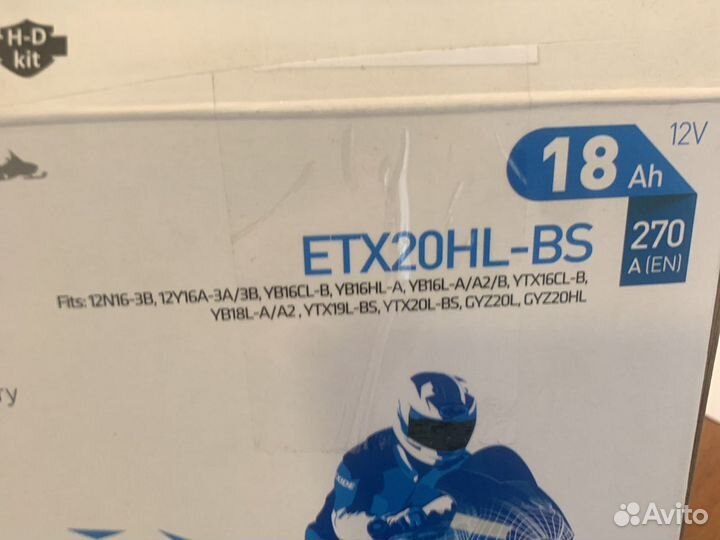 H-D
kit
12V
18 Ah
ETX20HL-BS
270
A (EN)
Fits: 12N16-3B, 12Y16A-3A/3B, YB16CL-B, YB16HL-A, YB16L-A/A2/B, YTX16CL-B,
YB18L-A/A2 , YTX19L-BS, YTX20L-BS, GYZ20L, GYZ20HL
Avito